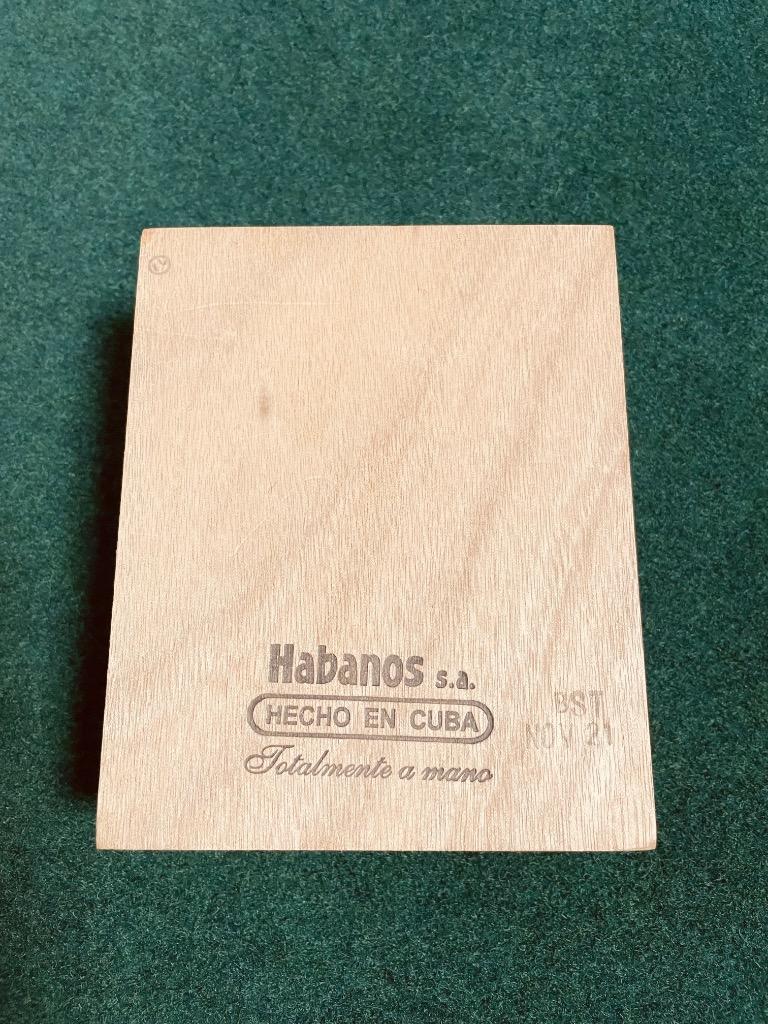 Habanos s.a.
HECHO EN CUBA
Totalmente a mano
BST
NOV 21